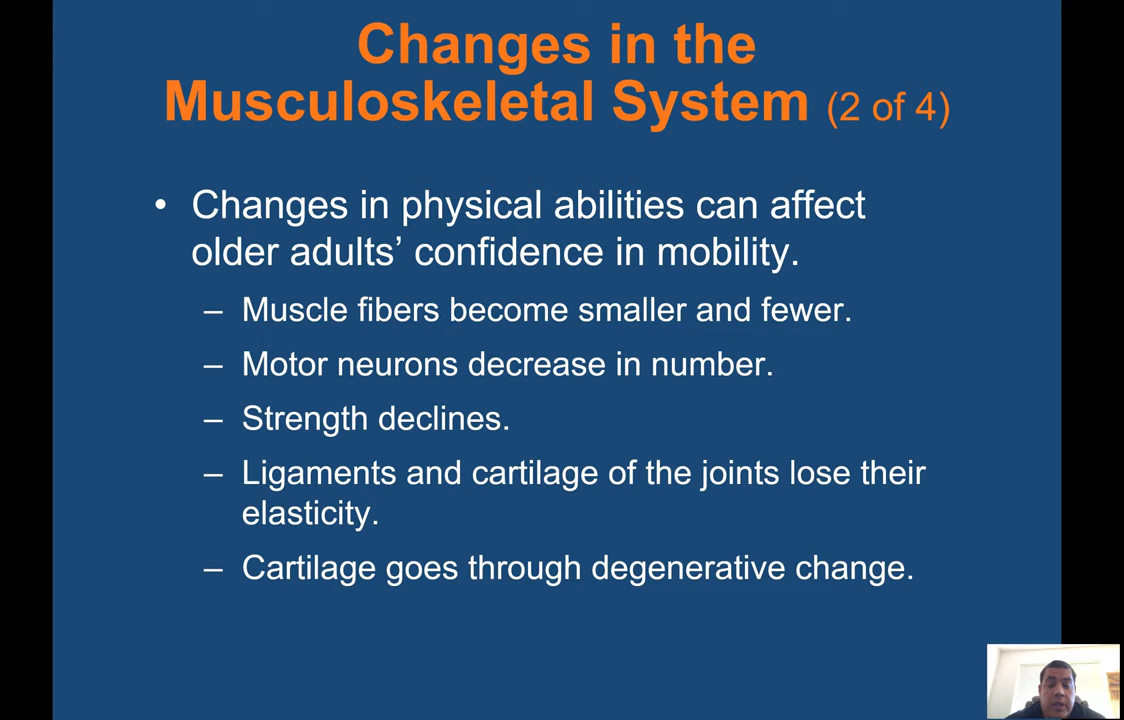 Changes in the
Musculoskeletal System (2 of 4)
• Changes in physical abilities can affect
older adults’ confidence in mobility.
– Muscle fibers become smaller and fewer.
– Motor neurons decrease in number.
– Strength declines.
– Ligaments and cartilage of the joints lose their
elasticity.
– Cartilage goes through degenerative change.